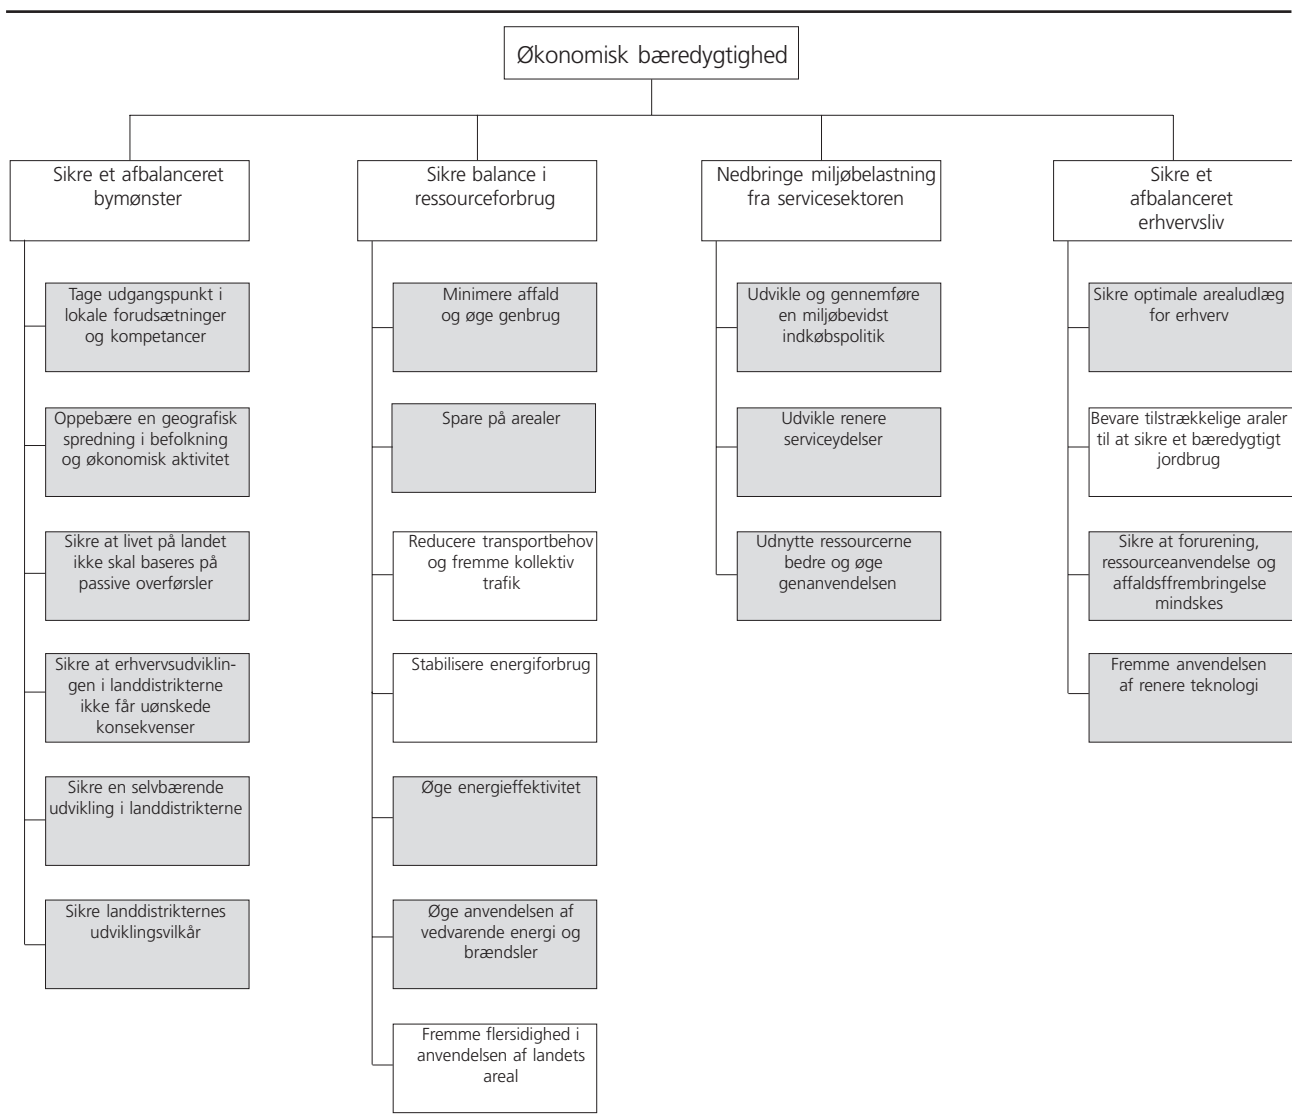 Økonomisk bæredygtighed
Sikre et afbalanceret
bymønster
Tage udgangspunkt i
lokale forudsætninger
og kompetancer
Oppebære en geografisk
spredning i befolkning
og økonomisk aktivitet
Sikre at livet på landet
ikke skal baseres på
passive overførsler
Sikre at erhvervsudviklin-
gen i landdistrikterne
ikke får uønskede
konsekvenser
Sikre en selvbærende
udvikling i landdistrikterne
Sikre landdistrikternes
udviklingsvilkår
Sikre balance i
ressourceforbrug
Minimere affald
og øge genbrug
Spare på arealer
Reducere transportbehov
og fremme kollektiv
trafik
Stabilisere energiforbrug
Øge energieffektivitet
Øge anvendelsen af
vedvarende energi og
brændsler
Fremme flersidighed i
anvendelsen af landets
areal
Nedbringe miljøbelastning
fra servicesektoren
Udvikle og gennemføre
en miljøbevidst
indkøbspolitik
Udvikle renere
serviceydelser
Udnytte ressourcerne
bedre og øge
genanvendelsen
Sikre et
afbalanceret
erhvervsliv
Sikre optimale arealudlæg
for erhverv
Bevare tilstrækkelige araler
til at sikre et bæredygtigt
jordbrug
Sikre at forurening,
ressourceanvendelse og
affaldsffrembringelse
mindskes
Fremme anvendelsen
af renere teknologi